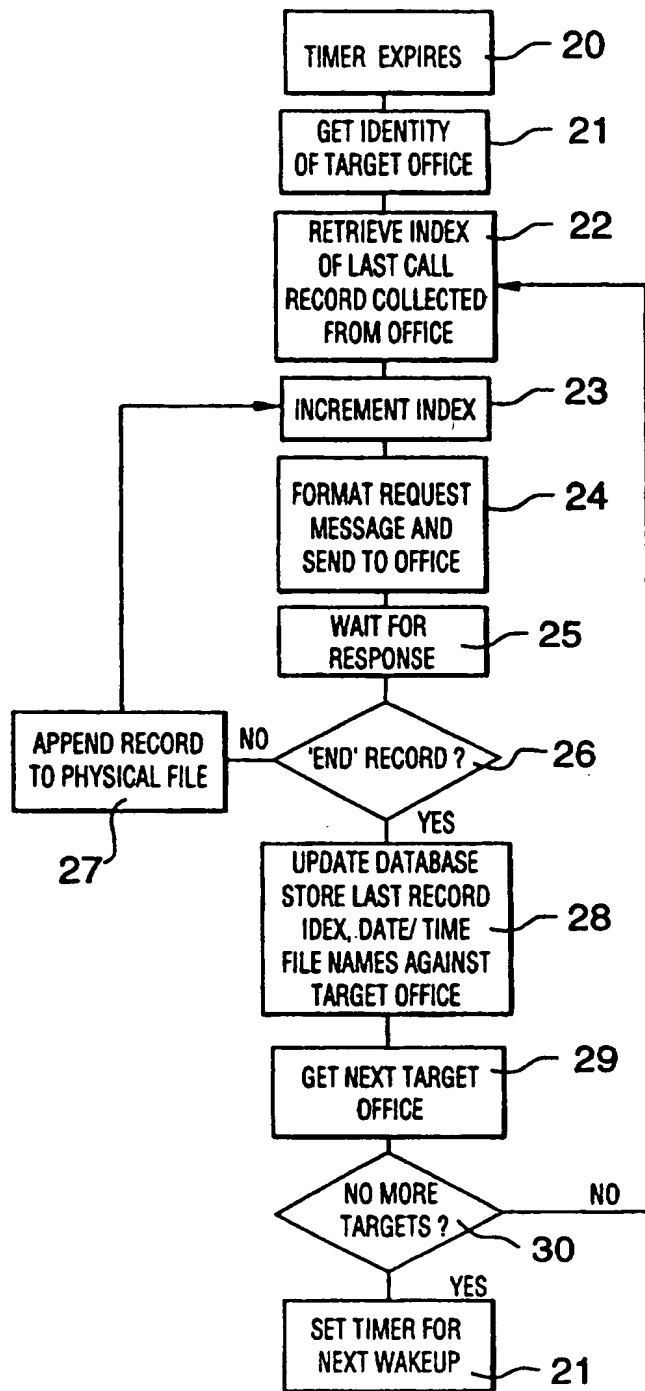 TIMER EXPIRES
20
GET IDENTITY
OF TARGET OFFICE
21
RETRIEVE INDEX
OF LAST CALL
RECORD COLLECTED
FROM OFFICE
22
INCREMENT INDEX
23
FORMAT REQUEST
MESSAGE AND
SEND TO OFFICE
24
WAIT FOR
RESPONSE
25
'END' RECORD ?
26
NO
APPEND RECORD
TO PHYSICAL FILE
27
YES
UPDATE DATABASE
STORE LAST RECORD
IDEX, DATE/ TIME
FILE NAMES AGAINST
TARGET OFFICE
28
GET NEXT TARGET
OFFICE
29
NO MORE
TARGETS ?
30
NO
YES
SET TIMER FOR
NEXT WAKEUP
21